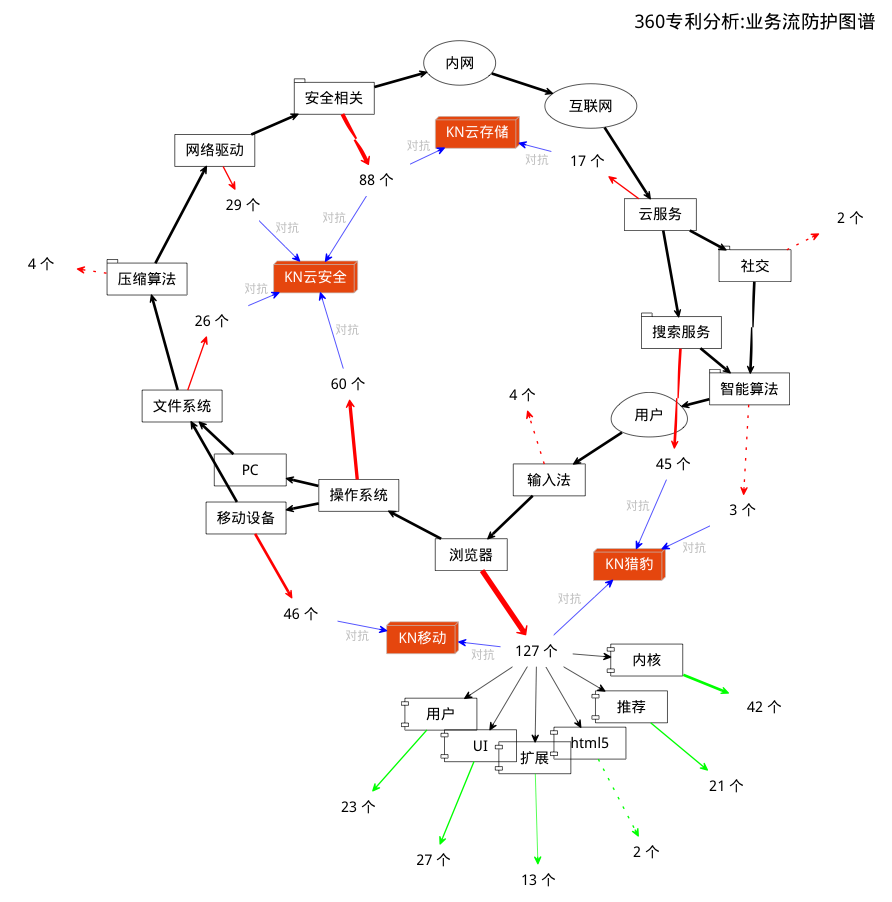 360专利分析:业务流防护图谱
内网
安全相关
互联网
KN云存储
网络驱动
对抗
对抗
17 个
88 个
29 个
云服务
2 个
对抗
对抗
4 个
压缩算法
KN云安全
社交
对抗
26 个
对抗
搜索服务
60 个
智能算法
4 个
文件系统
用户
PC
45 个
输入法
操作系统
移动设备
对抗
3 个
浏览器
对抗
KN猎豹
对抗
46 个
对抗
KN移动
对抗
127 个
内核
用户
推荐
42 个
UI
html5
扩展
21 个
23 个
27 个
2 个
13 个